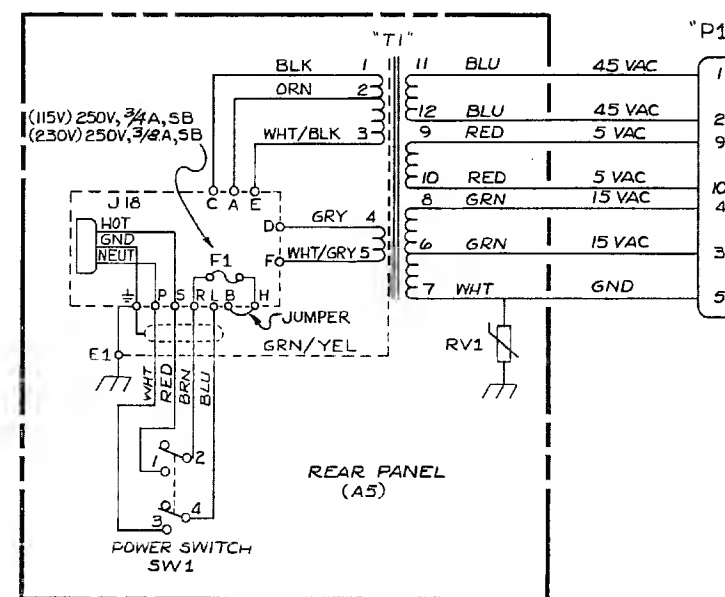 "T1"
"P1
BLK 1 11 BLU 45 VAC 1
ORN 2
12 BLU 45 VAC 2
(115V) 250V, 3/4A, SB
(230V) 250V, 3/8A, SB
WHT/BLK 3 9 RED 5 VAC 9
10 RED 5 VAC 10
J18 C A E 8 GRN 15 VAC 4
HOT D GRY 4
GND
NEUT F1 F WHT/GRY 5 6 GRN 15 VAC 3
P S R L B H 7 WHT GND 5
JUMPER
GRN/YEL
E1 RV1
WHT RED BRN BLU
1 2
REAR PANEL
(A5)
3 4
POWER SWITCH
SW1